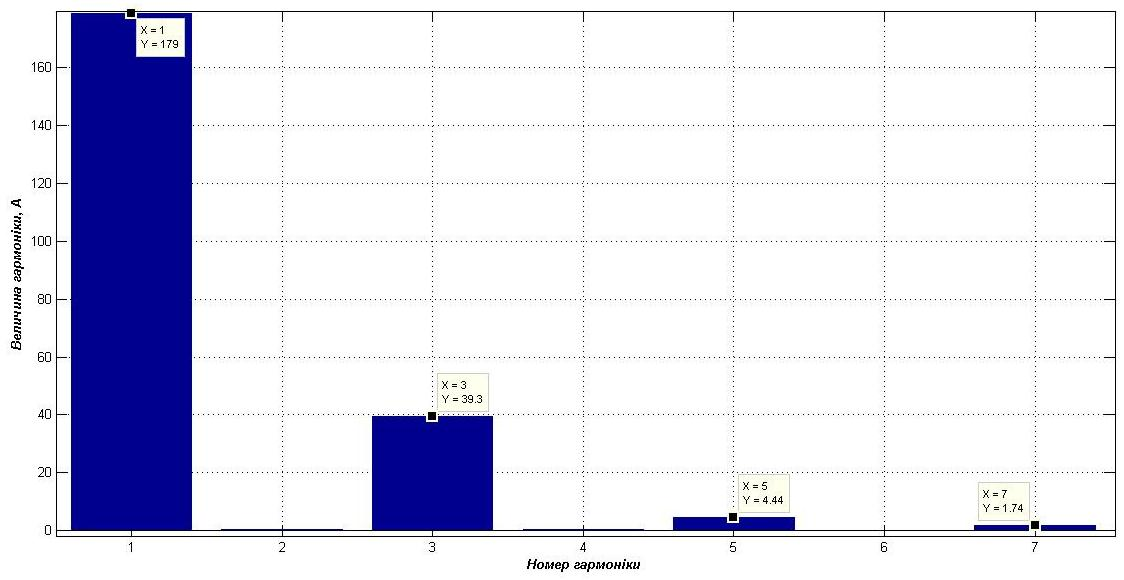 X = 1
Y = 179
160
140
120
100
80
60
40
20
0
Величина гармоніки, А
X = 3
Y = 39.3
X = 5
Y = 4.44
X = 7
Y = 1.74
1 2 3 4 5 6 7
Номер гармоніки